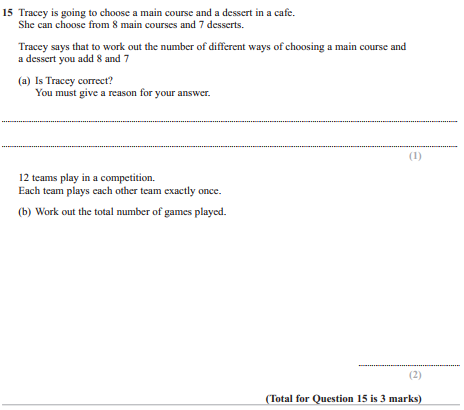 15 Tracey is going to choose a main course and a dessert in a cafe.
She can choose from 8 main courses and 7 desserts.
Tracey says that to work out the number of different ways of choosing a main course and
a dessert you add 8 and 7
(a) Is Tracey correct?
You must give a reason for your answer.
(1)
12 teams play in a competition.
Each team plays each other team exactly once.
(b) Work out the total number of games played.
(2)
(Total for Question 15 is 3 marks)